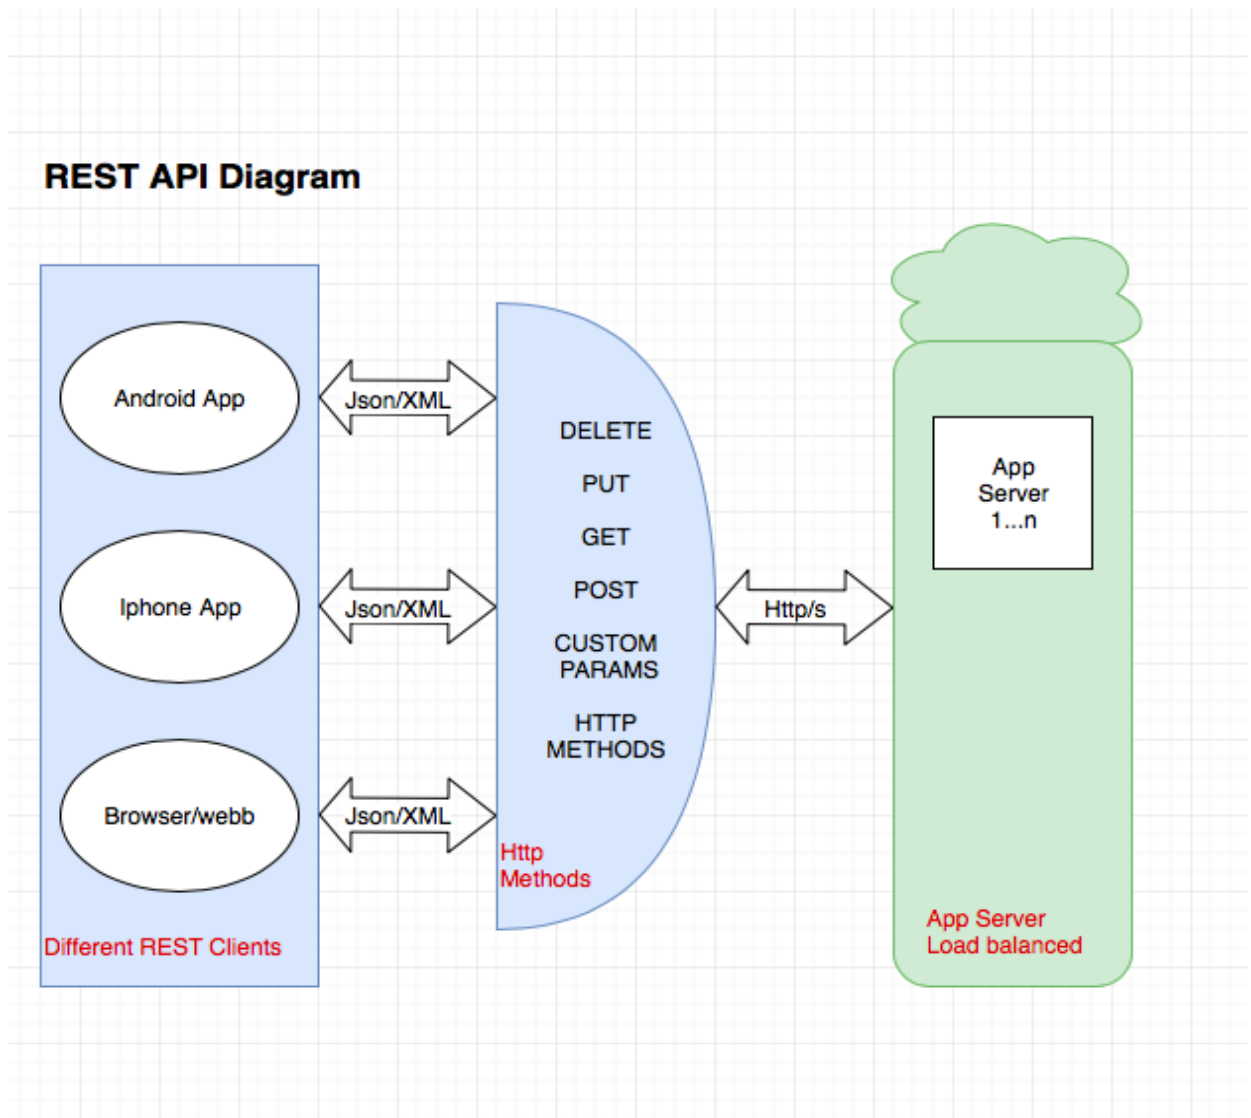 REST API Diagram
Android App
Json/XML
Iphone App
Json/XML
Browser/webb
Json/XML
Different REST Clients
DELETE
PUT
GET
POST
CUSTOM
PARAMS
HTTP
METHODS
Http
Methods
Http/s
App
Server
1...n
App Server
Load balanced